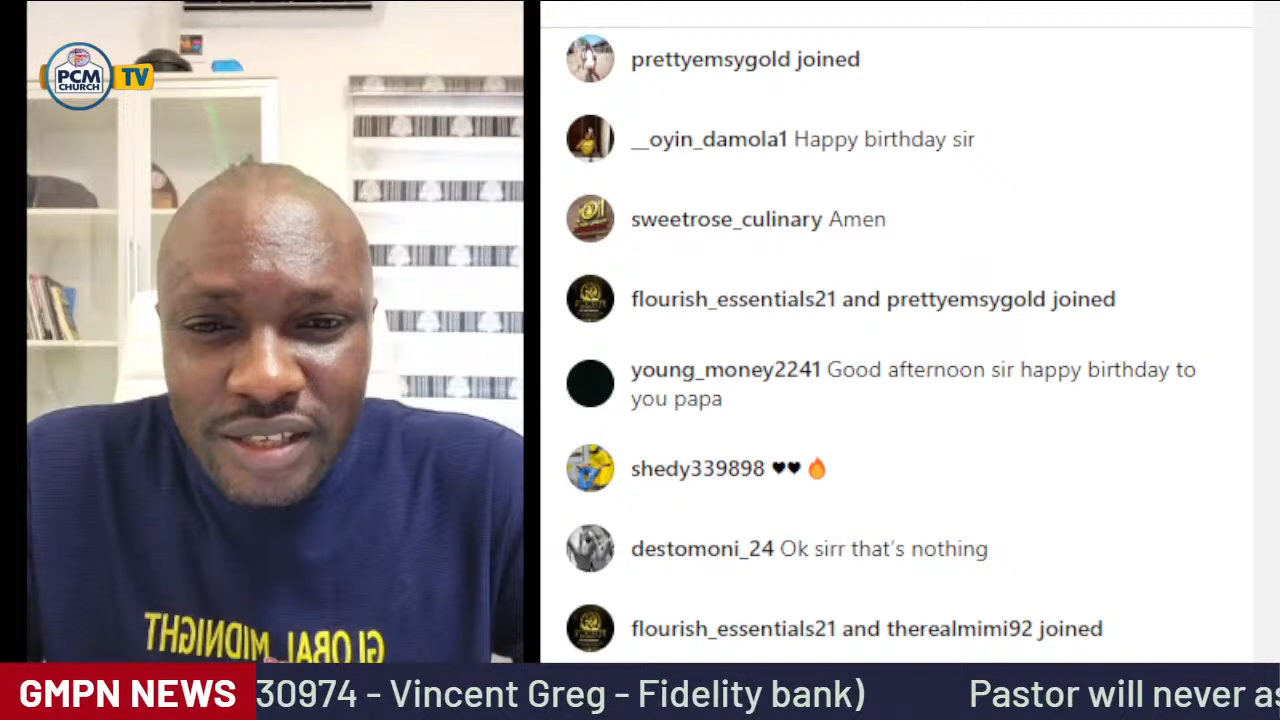 PCM
CHURCH
TV
GLOBAL MIDNIGHT
prettyemsygold joined
__oyin_damola1 Happy birthday sir
sweetrose_culinary Amen
flourish_essentials21 and prettyemsygold joined
young_money2241 Good afternoon sir happy birthday to
you papa
shedy339898 🖤🖤 🔥
destomoni_24 Ok sirr that's nothing
flourish_essentials21 and therealmimi92 joined
GMPN NEWS
30974 - Vincent Greg - Fidelity bank)
Pastor will never as